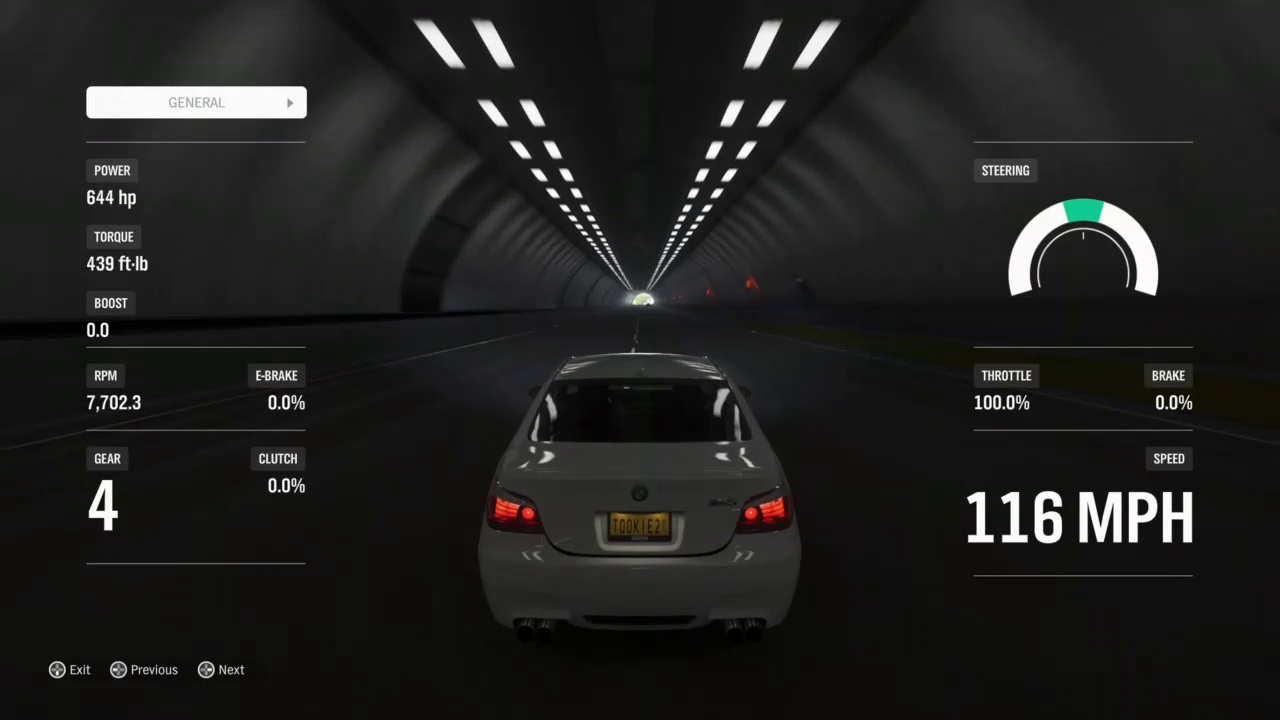 GENERAL
POWER
644 hp
TORQUE
439 ft·lb
BOOST
0.0
RPM
E-BRAKE
7,702.3
0.0%
GEAR
CLUTCH
4
0.0%
STEERING
THROTTLE
BRAKE
100.0%
0.0%
SPEED
116 MPH
TOOKIE2
Exit
Previous
Next